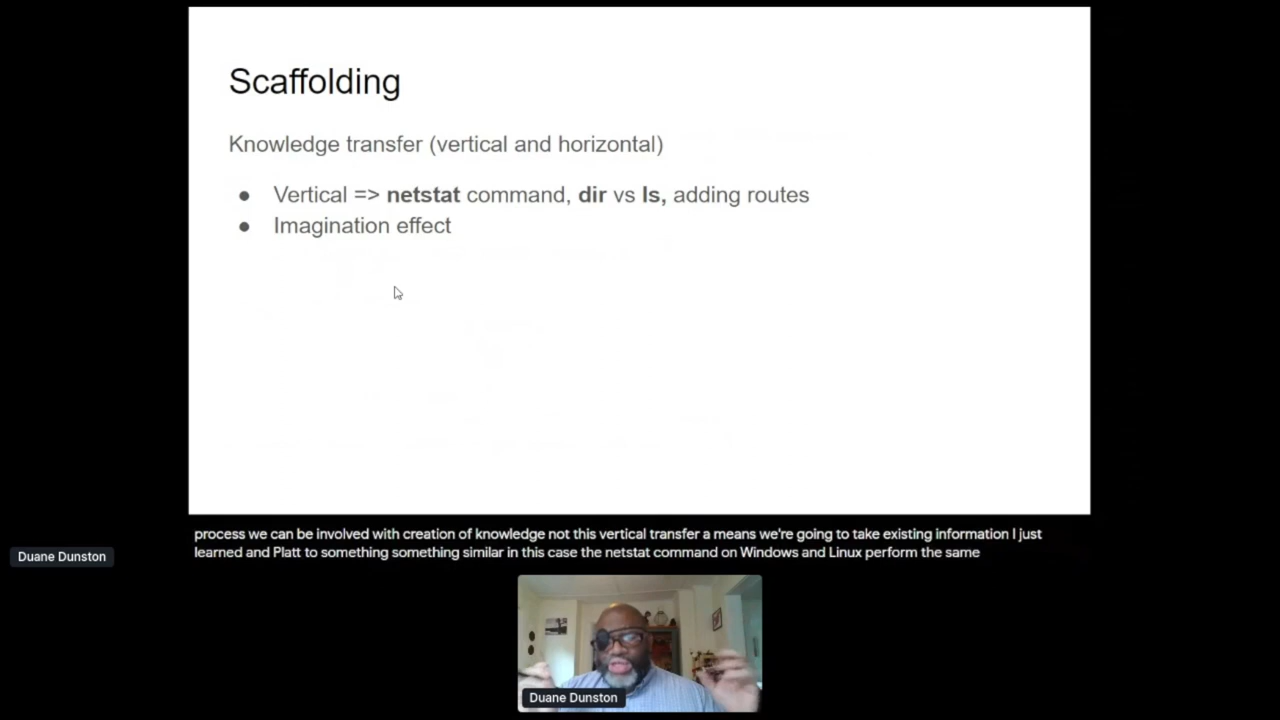 Scaffolding
Knowledge transfer (vertical and horizontal)
● Vertical => netstat command, dir vs ls, adding routes
● Imagination effect
process we can be involved with creation of knowledge not this vertical transfer a means we're going to take existing information I just
learned and Platt to something something similar in this case the netstat command on Windows and Linux perform the same
Duane Dunston
Duane Dunston